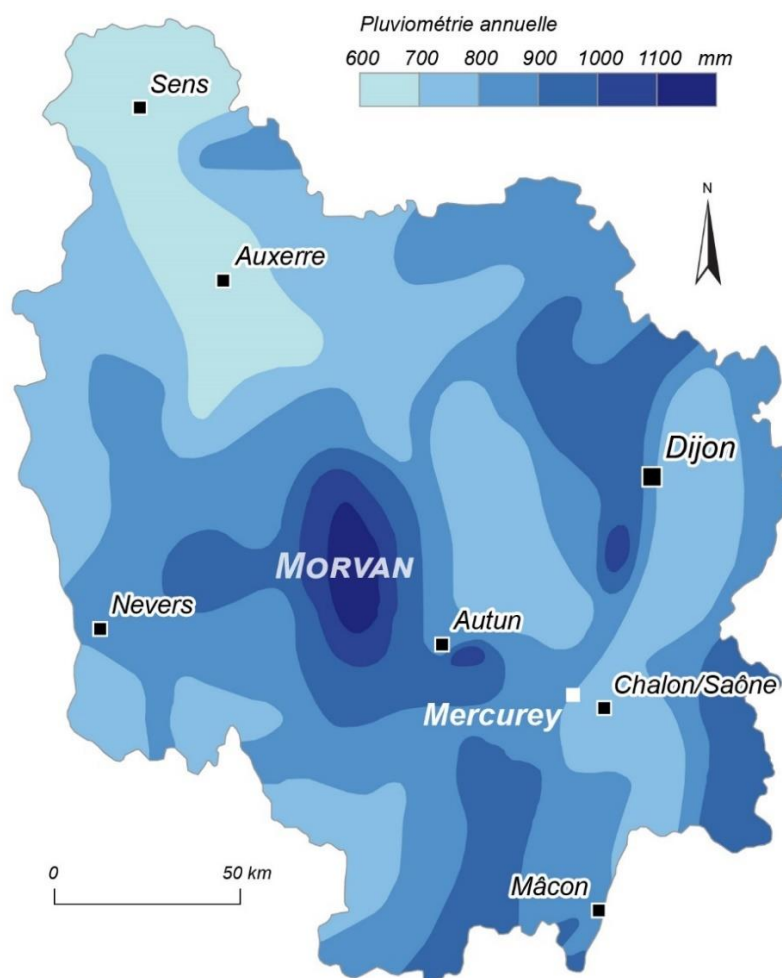 Pluviométrie annuelle
600 700 800 900 1000 1100 mm
Sens
N
Auxerre
Dijon
MORVAN
Nevers
Autun
Chalon/Saône
Mercurey
0 50 km
Mâcon